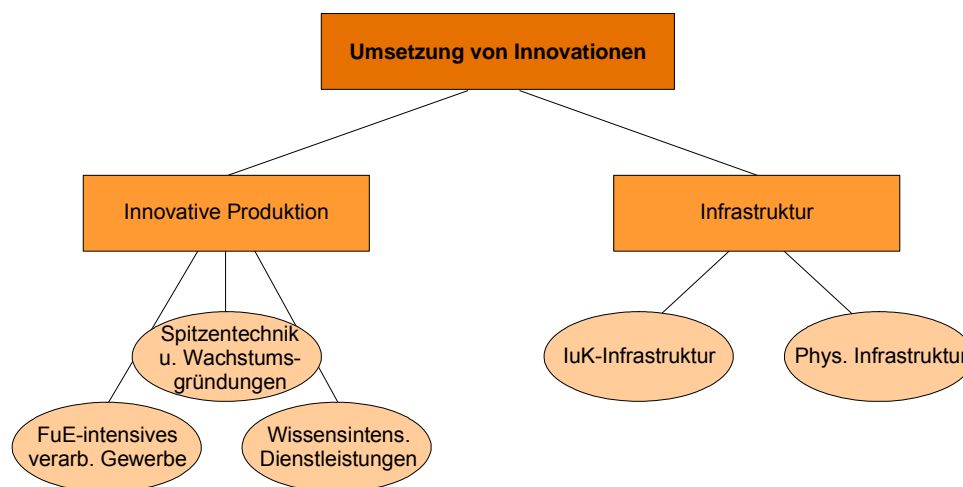 Umsetzung von Innovationen
Innovative Produktion
Infrastruktur
Spitzentechnik
u. Wachstums-
gründungen
IuK-Infrastruktur
Phys. Infrastruktur
FuE-intensives
verarb. Gewerbe
Wissensintens.
Dienstleistungen